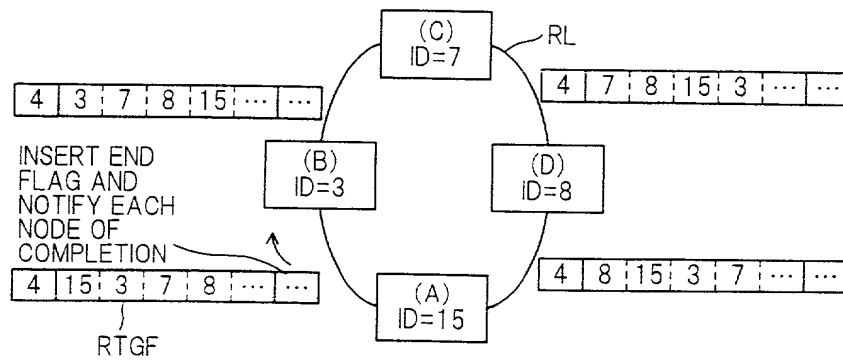 (C)
ID=7
RL
4 3 7 8 15 ... ...
4 7 8 15 3 ... ...
INSERT END
FLAG AND
NOTIFY EACH
NODE OF
COMPLETION
(B)
ID=3
(D)
ID=8
4 15 3 7 8 ... ...
RTGF
(A)
ID=15
4 8 15 3 7 ... ...